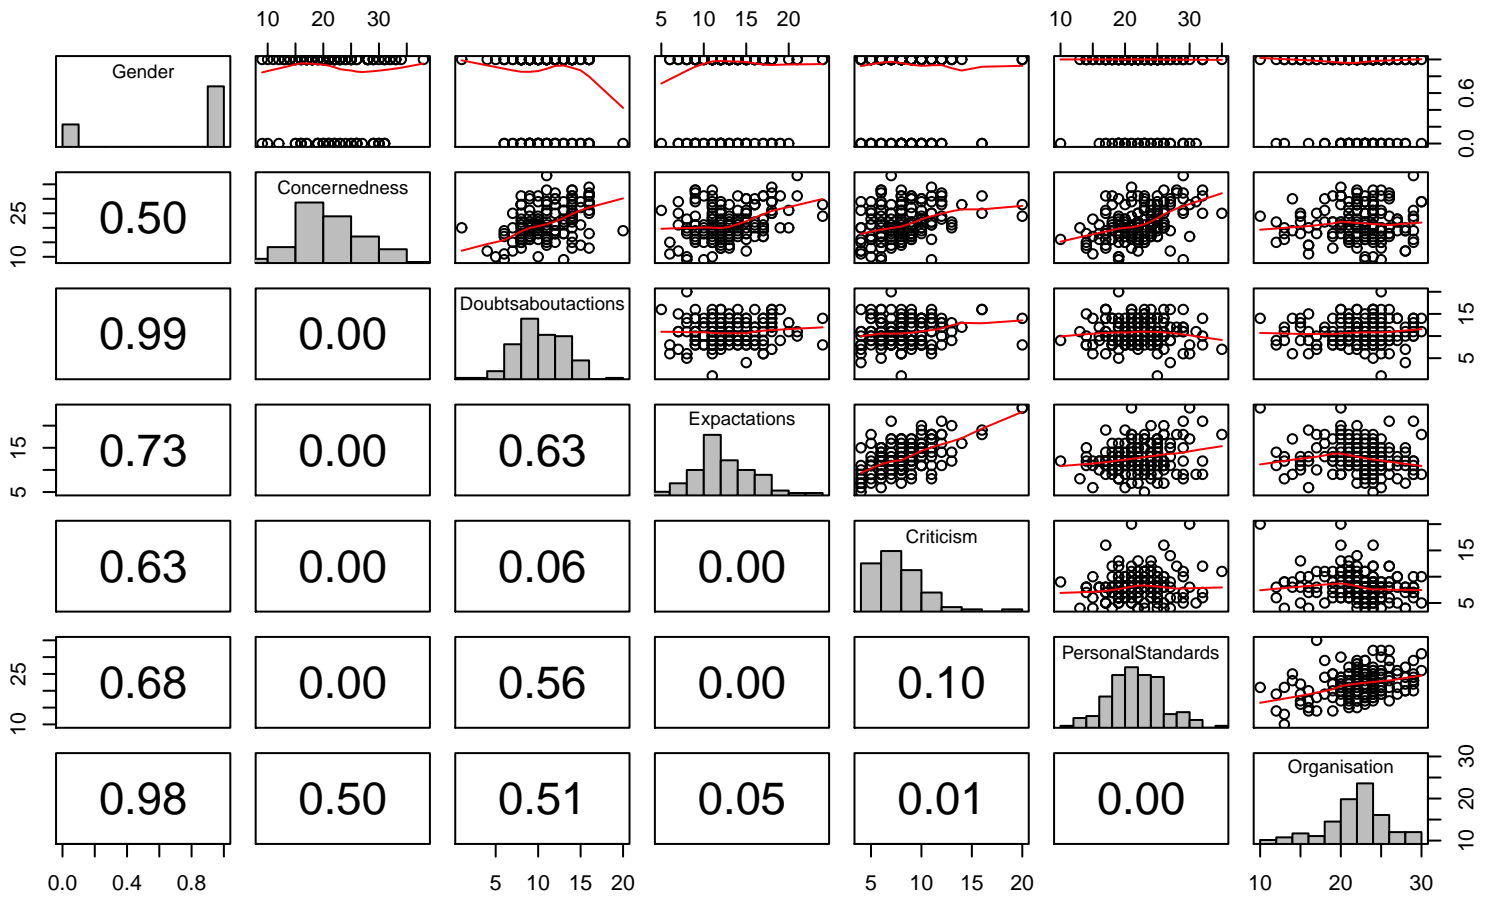 10 20 30 5 10 15 20 10 20 30
Gender
0.0 0.6
0.50 Concernedness
10 25
0.99 0.00 Doubtsaboutactions
5 15
0.73 0.00 0.63 Expactations
5 15
0.63 0.00 0.06 0.00 Criticism
5 15
0.68 0.00 0.56 0.00 0.10 PersonalStandards
10 25
0.98 0.50 0.51 0.05 0.01 0.00 Organisation
10 20 30
0.0 0.4 0.8 5 10 15 20 5 10 15 20 10 20 30